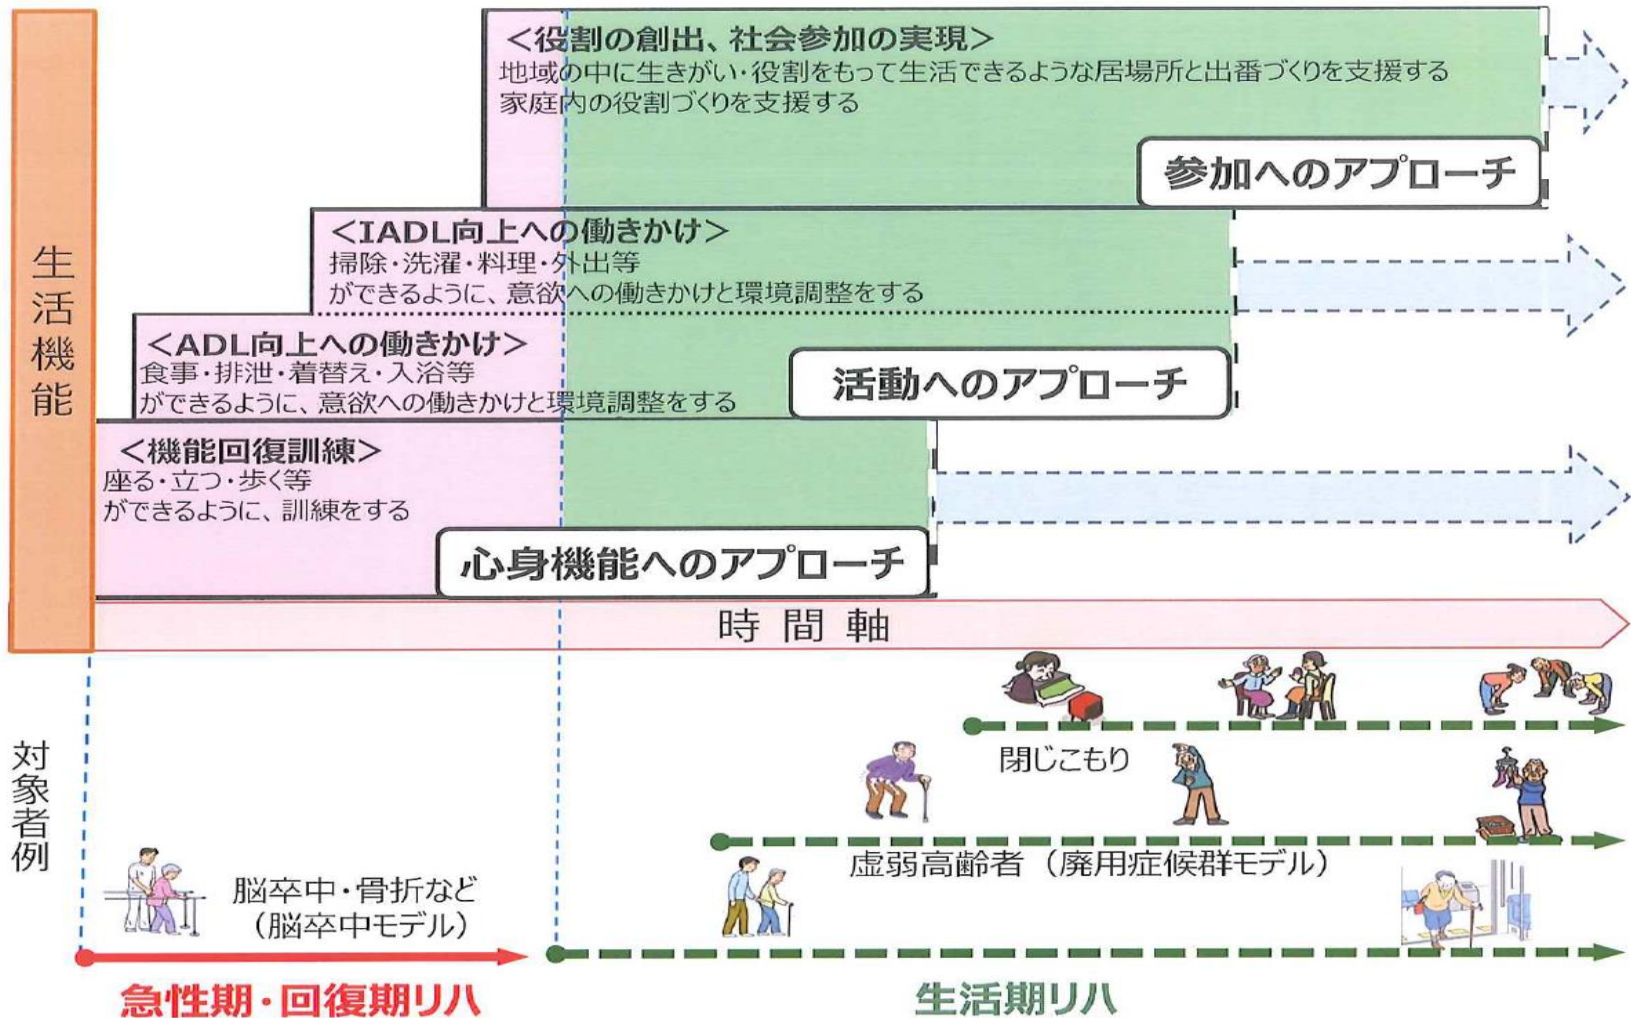 ＜役割の創出、社会参加の実現＞
地域の中に生きがい・役割をもって生活できるような居場所と出番づくりを支援する
家庭内の役割づくりを支援する
参加へのアプローチ
生活機能
＜IADL向上への働きかけ＞
掃除・洗濯・料理・外出等
ができるように、意欲への働きかけと環境調整をする
＜ADL向上への働きかけ＞
食事・排泄・着替え・入浴等
ができるように、意欲への働きかけと環境調整をする
活動へのアプローチ
＜機能回復訓練＞
座る・立つ・歩く等
ができるように、訓練をする
心身機能へのアプローチ
時間軸
対象者例
閉じこもり
虚弱高齢者（廃用症候群モデル）
脳卒中・骨折など
（脳卒中モデル）
急性期・回復期リハ
生活期リハ